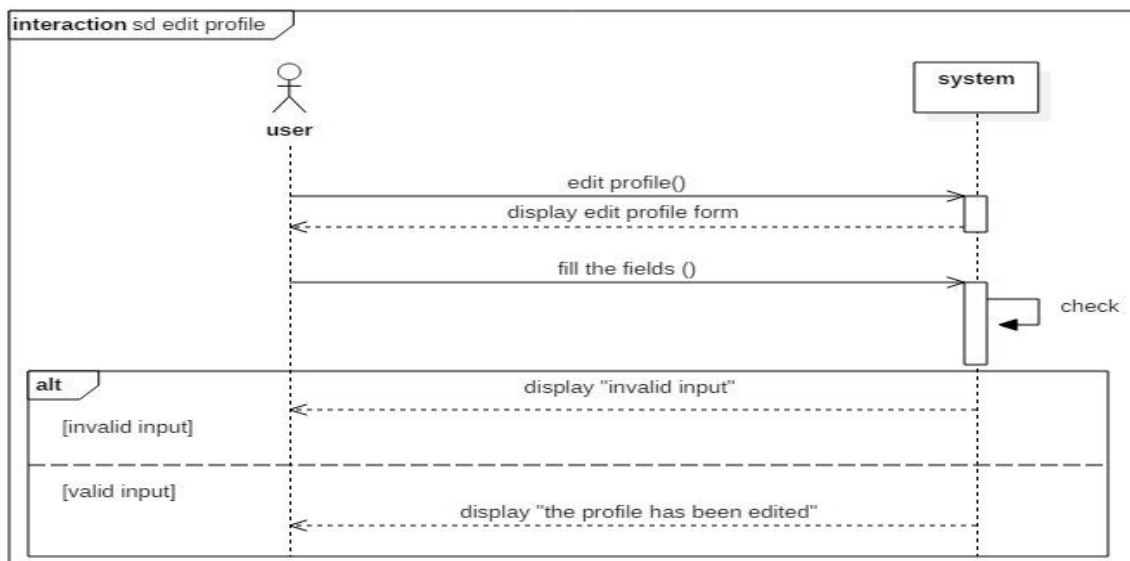 interaction sd edit profile
system
user
edit profile()
display edit profile form
fill the fields ()
check
alt
display "invalid input"
[invalid input]
[valid input]
display "the profile has been edited"